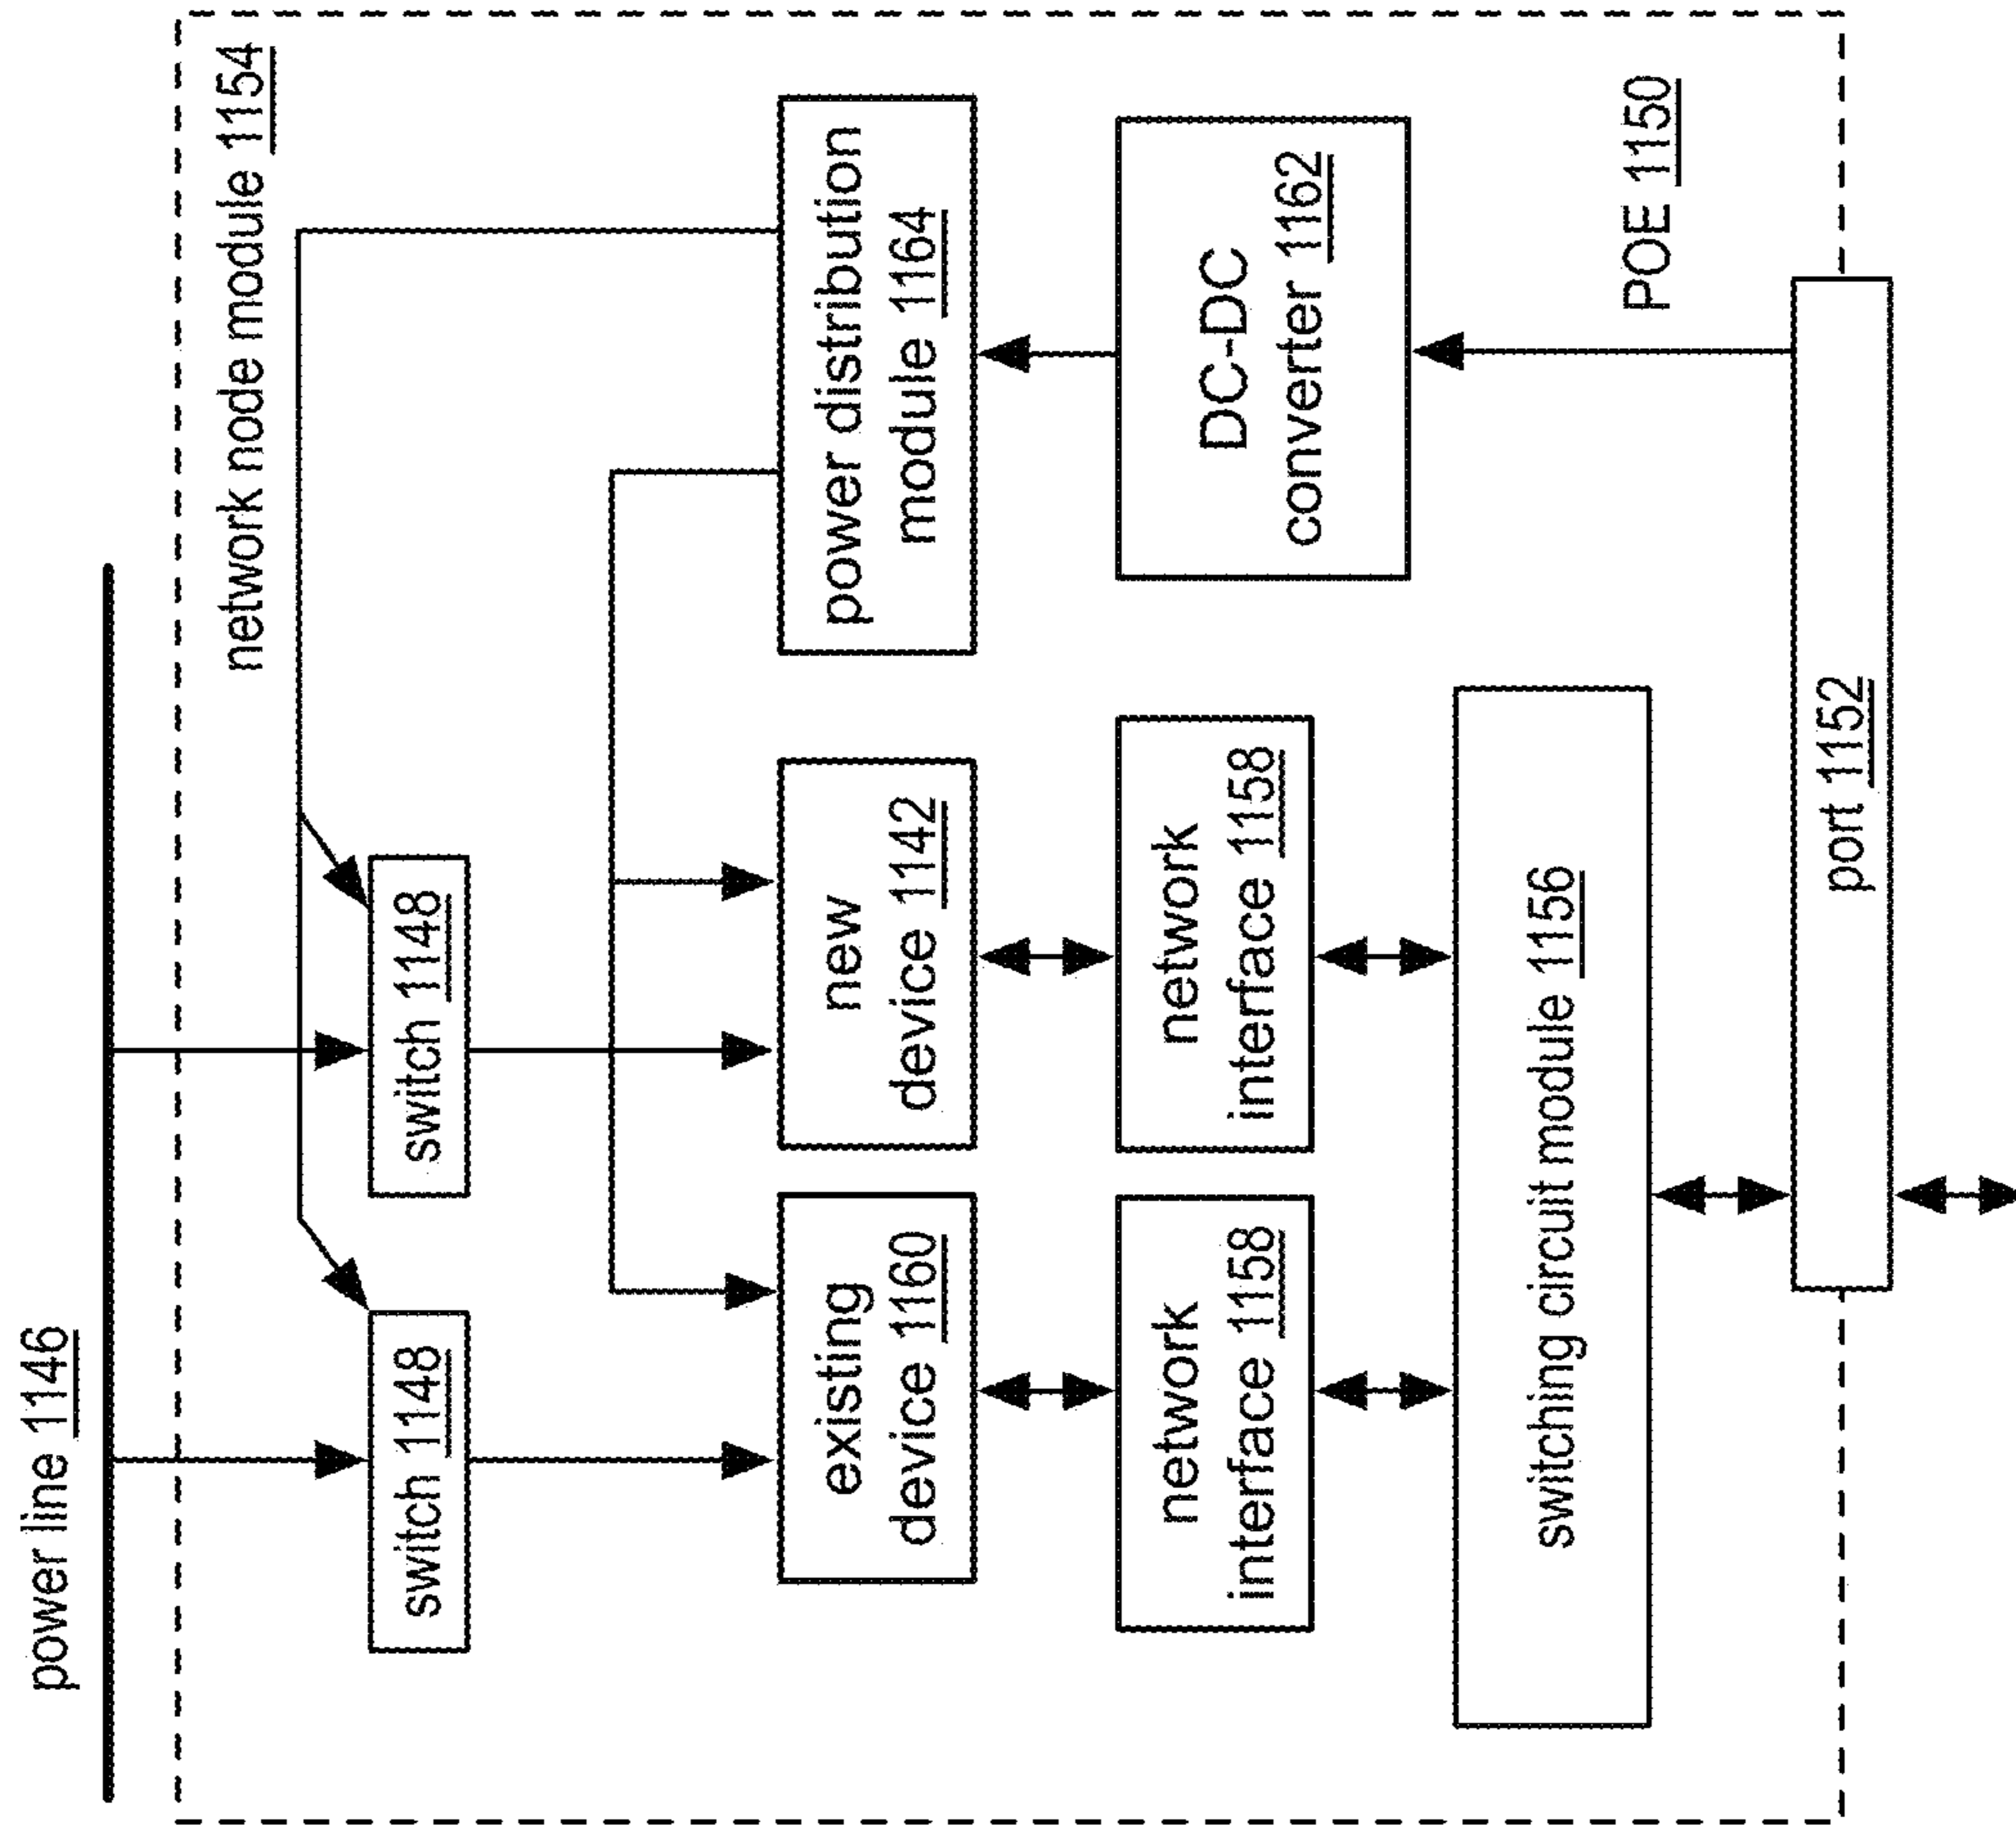 power line 1146
network node module 1154
switch 1148
switch 1148
existing
device 1160
new
device 1142
power distribution
module 1164
network
interface 1158
network
interface 1158
DC-DC
converter 1162
switching circuit module 1156
POE 1150
port 1152